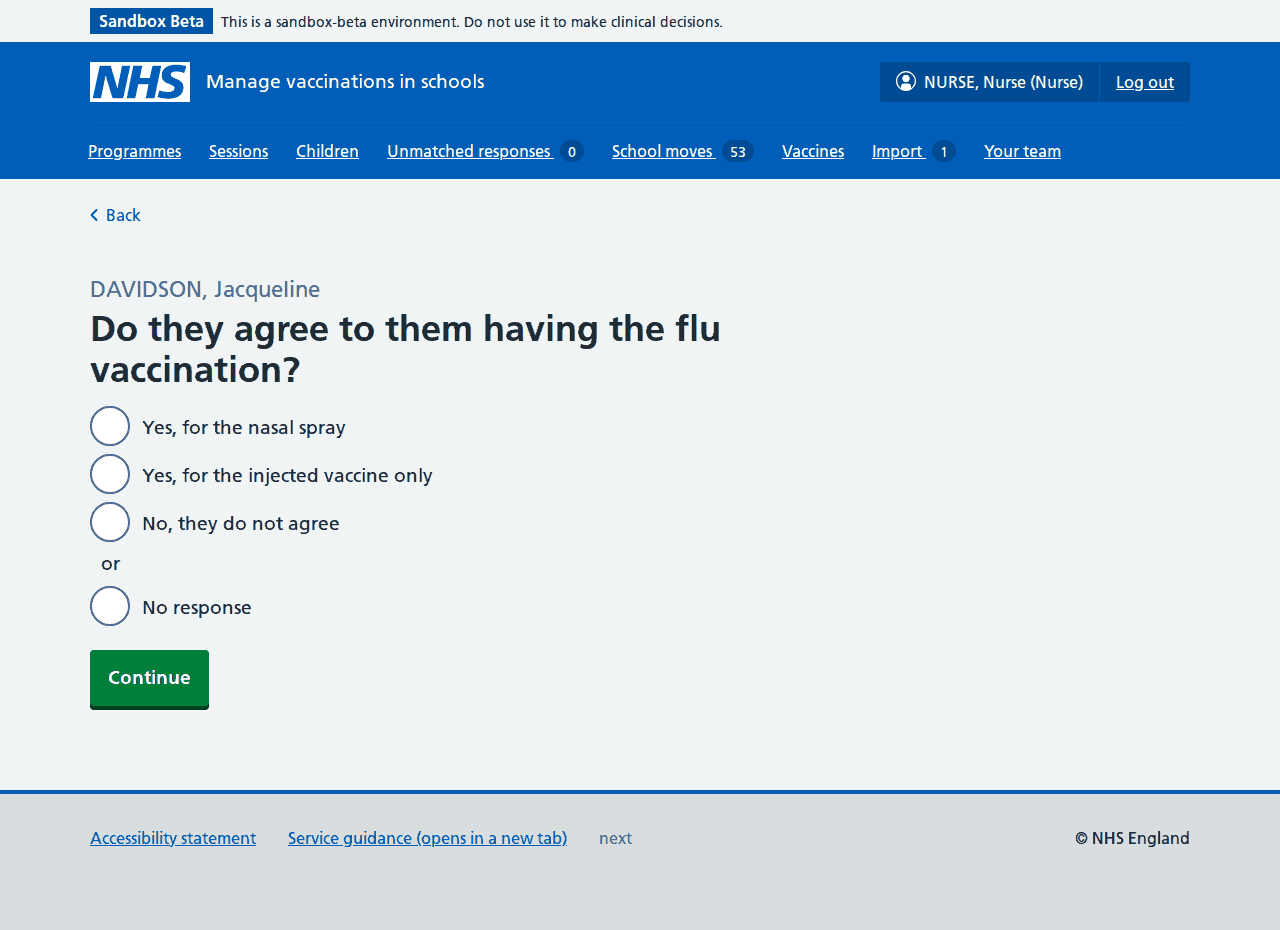 Sandbox Beta This is a sandbox-beta environment. Do not use it to make clinical decisions.
NHS Manage vaccinations in schools NURSE, Nurse (Nurse) Log out
Programmes Sessions Children Unmatched responses 0 School moves 53 Vaccines Import 1 Your team
Back
DAVIDSON, Jacqueline
Do they agree to them having the flu
vaccination?
Yes, for the nasal spray
Yes, for the injected vaccine only
No, they do not agree
or
No response
Continue
Accessibility statement Service guidance (opens in a new tab) next © NHS England